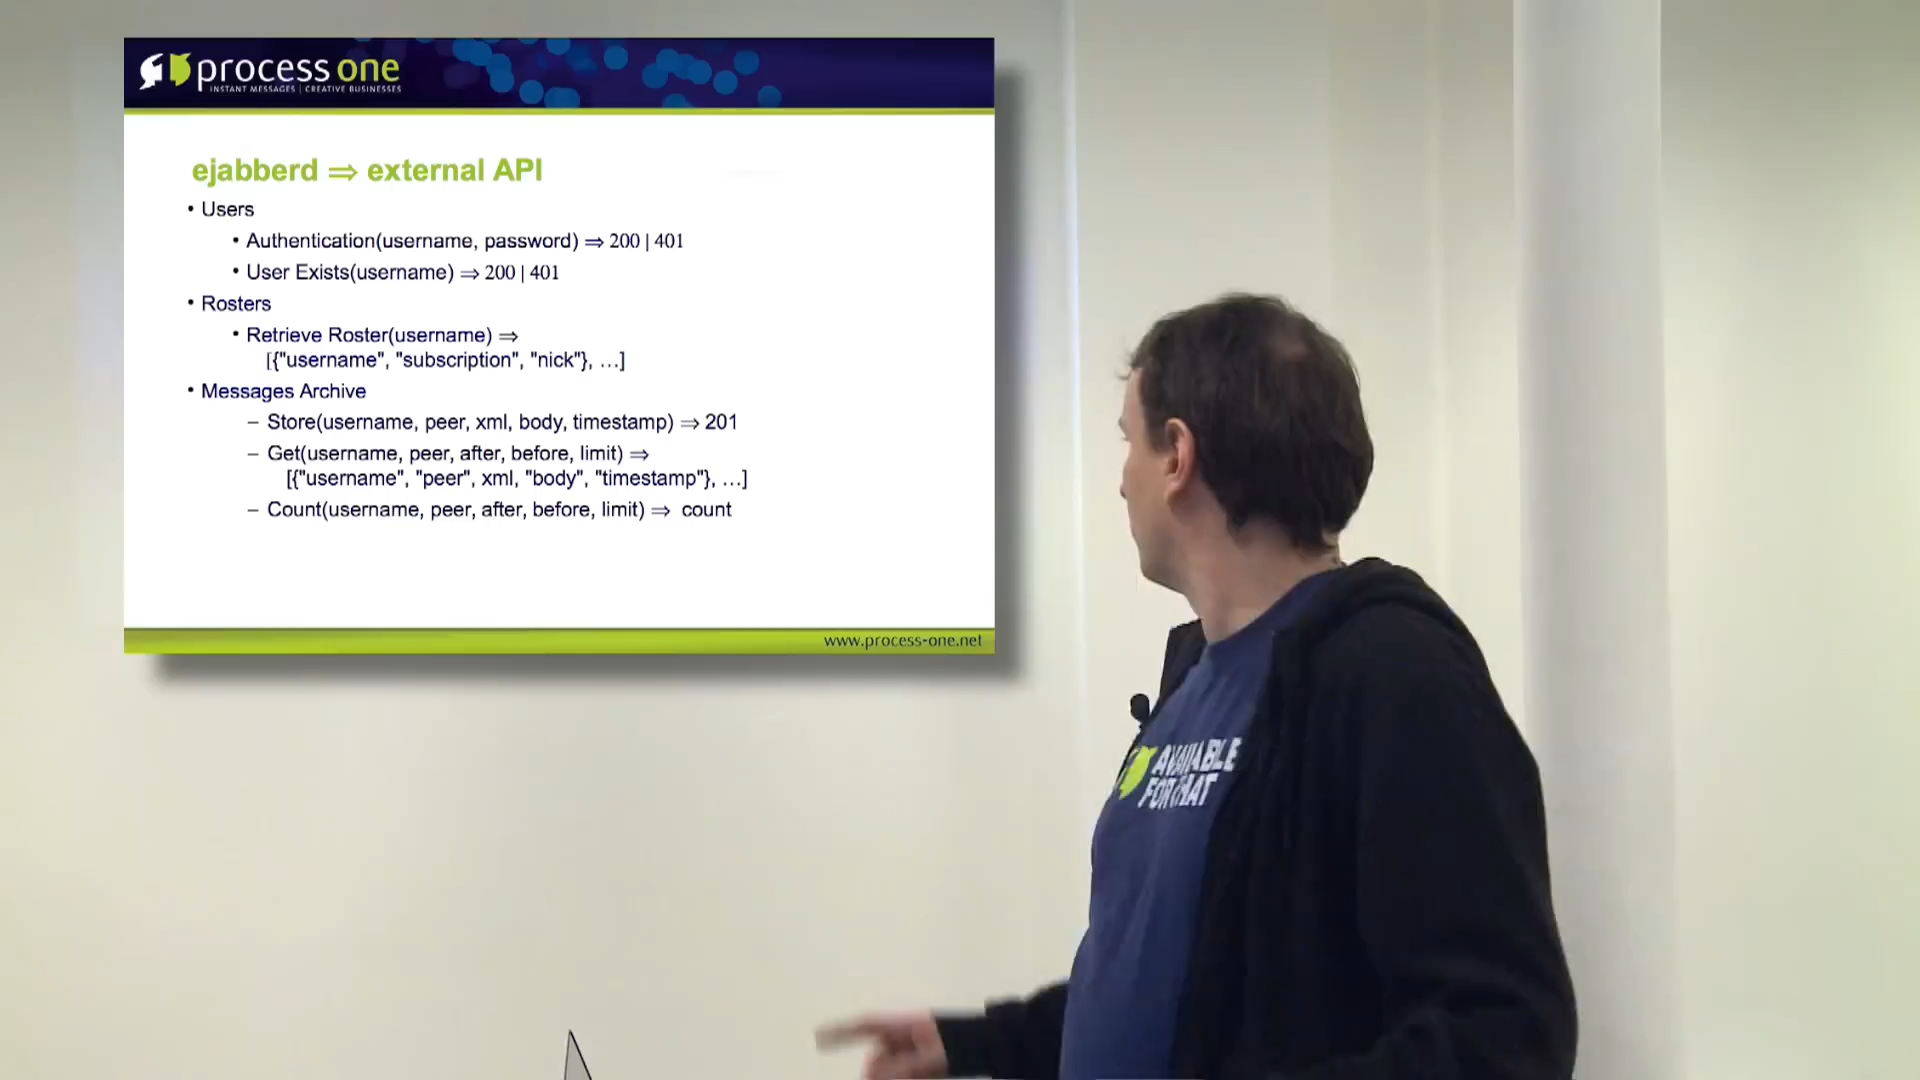 process one
INSTANT MESSAGES | CREATIVE BUSINESSES
ejabberd ⇒ external API
• Users
• Authentication(username, password) ⇒ 200 | 401
• User Exists(username) ⇒ 200 | 401
• Rosters
• Retrieve Roster(username) ⇒
[{"username", "subscription", "nick"}, …]
• Messages Archive
– Store(username, peer, xml, body, timestamp) ⇒ 201
– Get(username, peer, after, before, limit) ⇒
[{"username", "peer", xml, "body", "timestamp"}, …]
– Count(username, peer, after, before, limit) ⇒ count
www.process-one.net
AVAILABLE
FOR CHAT